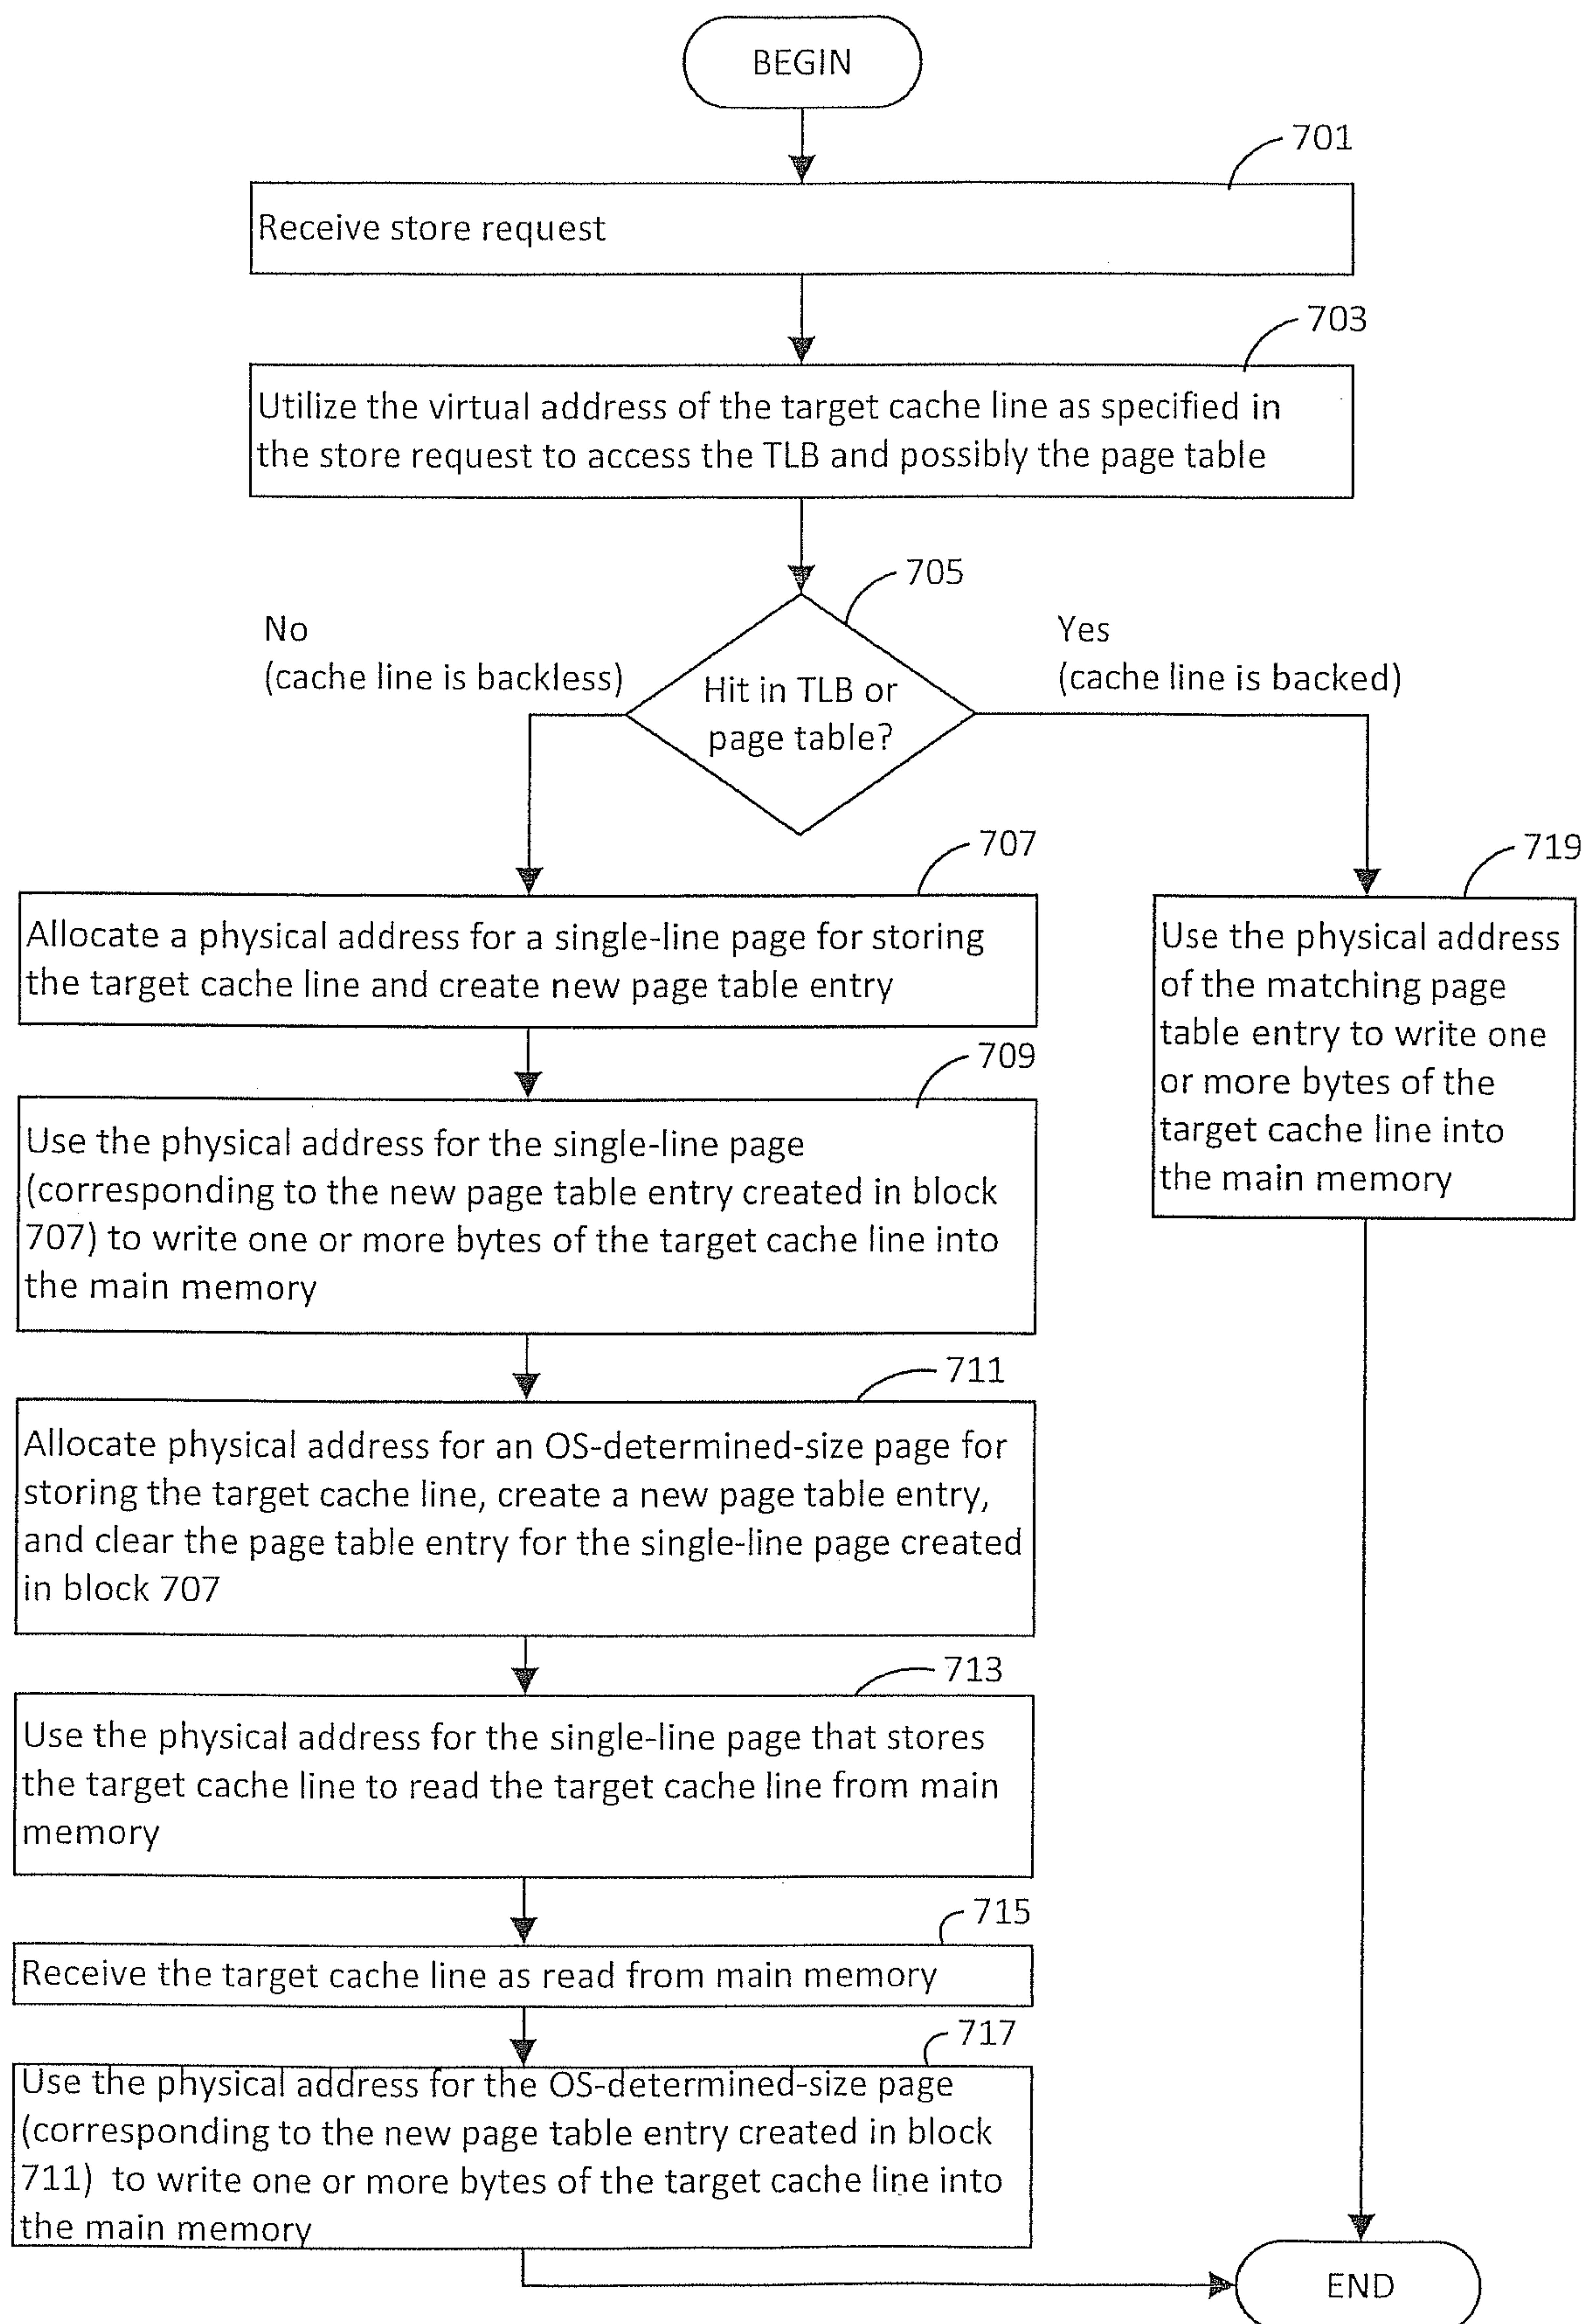 BEGIN
701
Receive store request
703
Utilize the virtual address of the target cache line as specified in
the store request to access the TLB and possibly the page table
705
No
(cache line is backless)
Yes
(cache line is backed)
Hit in TLB or
page table?
707
Allocate a physical address for a single-line page for storing
the target cache line and create new page table entry
719
Use the physical address
of the matching page
table entry to write one
or more bytes of the
target cache line into
the main memory
709
Use the physical address for the single-line page
(corresponding to the new page table entry created in block
707) to write one or more bytes of the target cache line into
the main memory
711
Allocate physical address for an OS-determined-size page for
storing the target cache line, create a new page table entry,
and clear the page table entry for the single-line page created
in block 707
713
Use the physical address for the single-line page that stores
the target cache line to read the target cache line from main
memory
715
Receive the target cache line as read from main memory
717
Use the physical address for the OS-determined-size page
(corresponding to the new page table entry created in block
711) to write one or more bytes of the target cache line into
the main memory
END